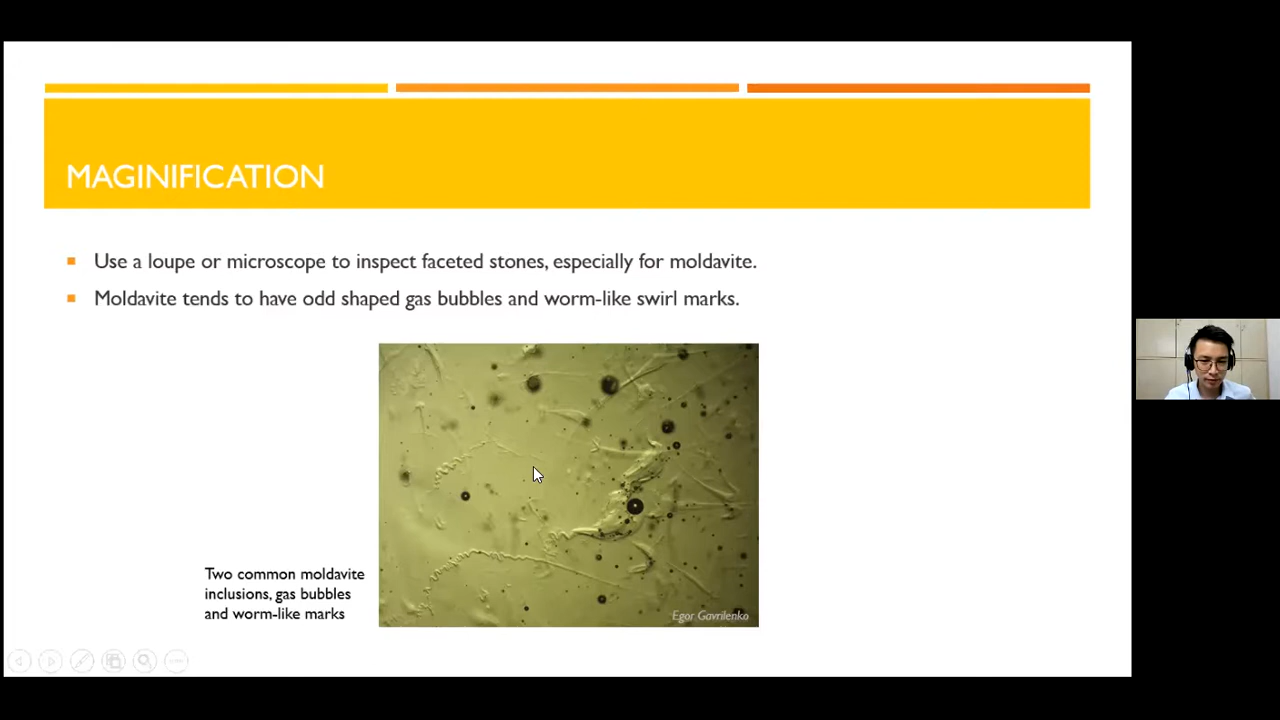 MAGINIFICATION
Use a loupe or microscope to inspect faceted stones, especially for moldavite.
Moldavite tends to have odd shaped gas bubbles and worm-like swirl marks.
Two common moldavite
inclusions, gas bubbles
and worm-like marks
Egor Gavrilenko